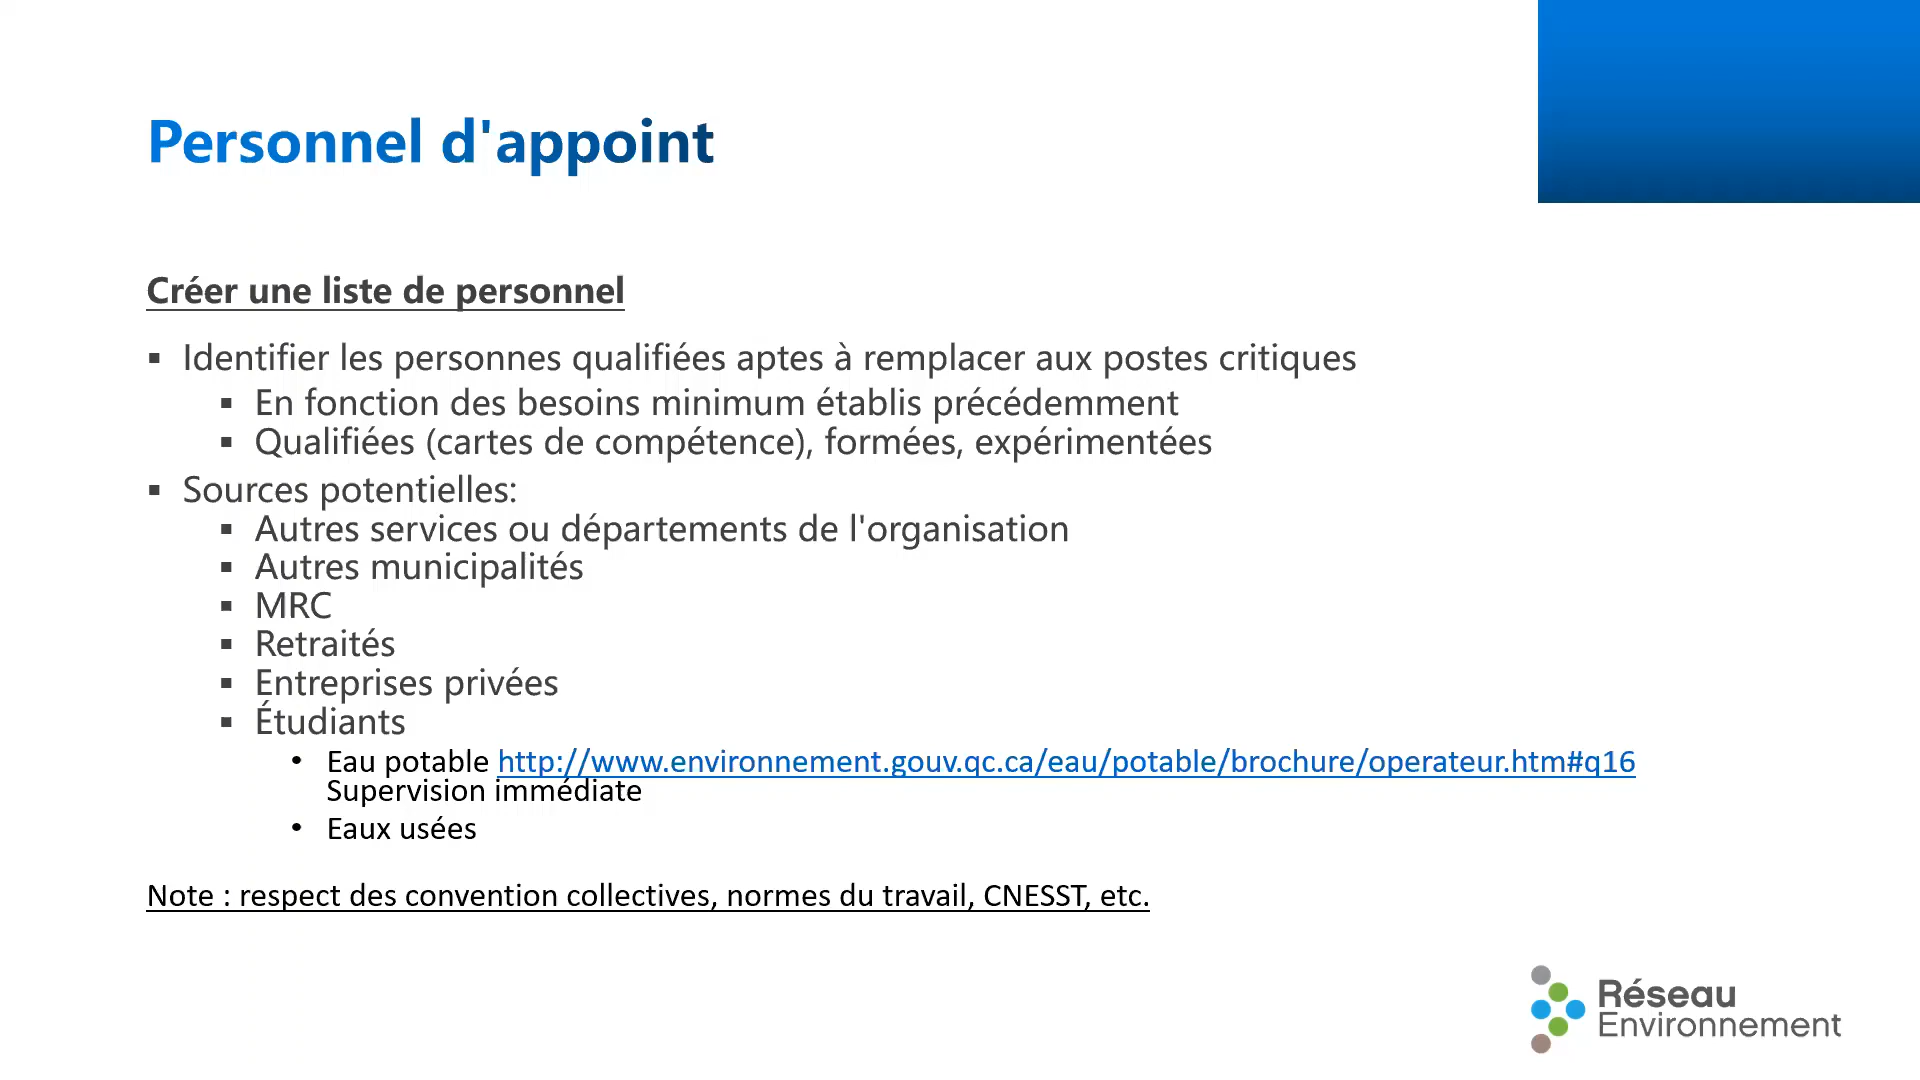 Personnel d'appoint
Créer une liste de personnel
▪ Identifier les personnes qualifiées aptes à remplacer aux postes critiques
▪ En fonction des besoins minimum établis précédemment
▪ Qualifiées (cartes de compétence), formées, expérimentées
▪ Sources potentielles:
▪ Autres services ou départements de l'organisation
▪ Autres municipalités
▪ MRC
▪ Retraités
▪ Entreprises privées
▪ Étudiants
• Eau potable http://www.environnement.gouv.qc.ca/eau/potable/brochure/operateur.htm#q16
Supervision immédiate
• Eaux usées
Note : respect des convention collectives, normes du travail, CNESST, etc.
Réseau
Environnement